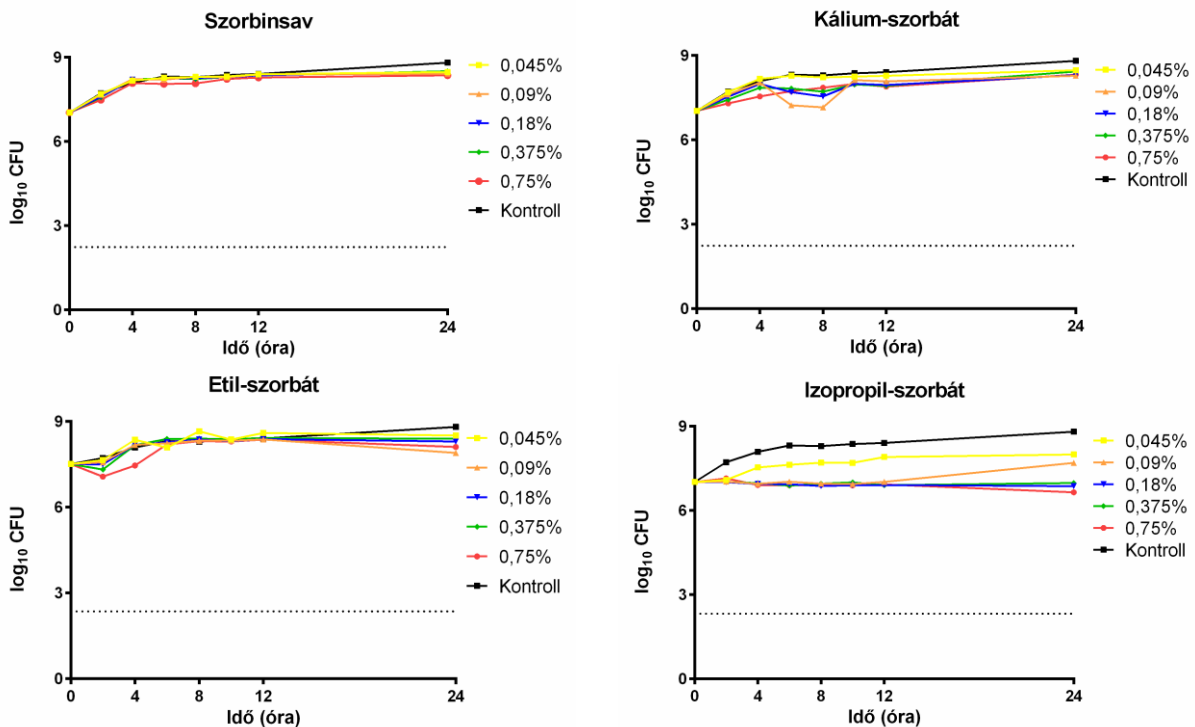 Szorbinsav
9
6
3
0
log10 CFU
0 4 8 12 24
Idő (óra)
0,045%
0,09%
0,18%
0,375%
0,75%
Kontroll
Kálium-szorbát
9
6
3
0
log10 CFU
0 4 8 12 24
Idő (óra)
0,045%
0,09%
0,18%
0,375%
0,75%
Kontroll
Etil-szorbát
9
6
3
0
log10 CFU
0 4 8 12 24
Idő (óra)
0,045%
0,09%
0,18%
0,375%
0,75%
Kontroll
Izopropil-szorbát
9
6
3
0
log10 CFU
0 4 8 12 24
Idő (óra)
0,045%
0,09%
0,18%
0,375%
0,75%
Kontroll